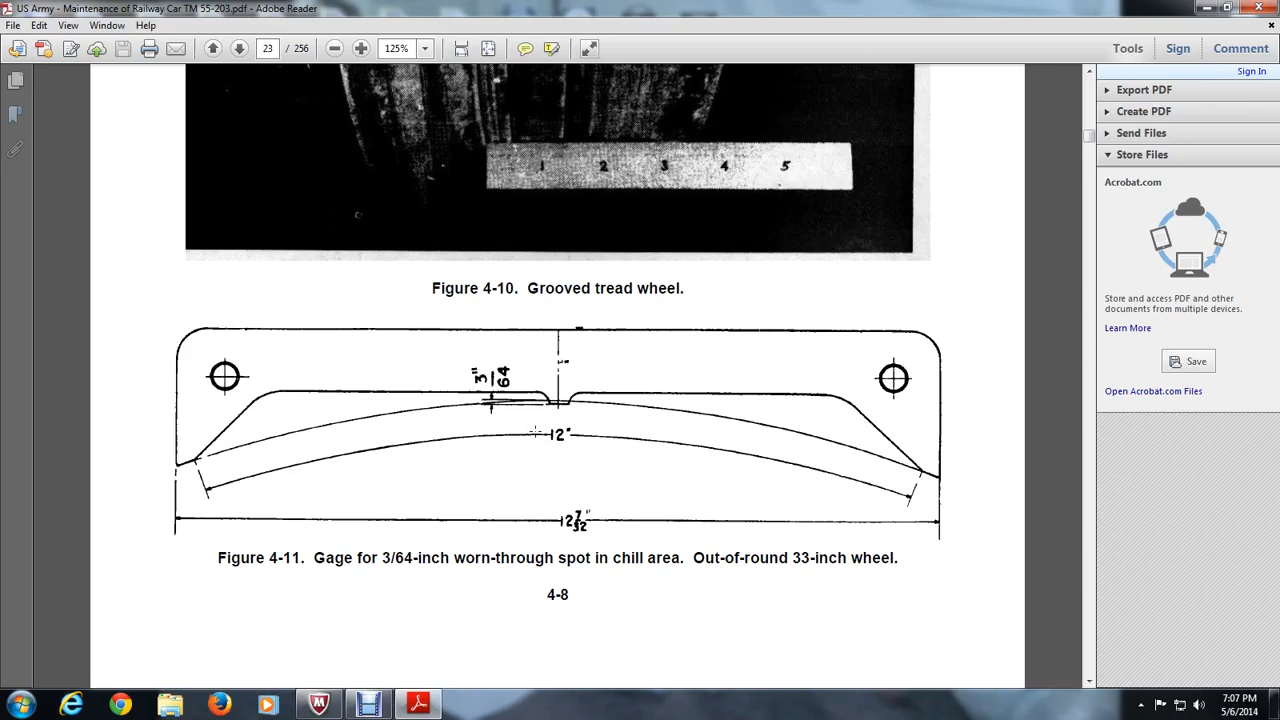 US Army - Maintenance of Railway Car TM 55-203.pdf - Adobe Reader
File Edit View Window Help
23 / 256 125% Tools Sign Comment
Sign In
Export PDF
Create PDF
Send Files
Store Files
Acrobat.com
Store and access PDF and other
documents from multiple devices.
Learn More
Save
Open Acrobat.com Files
1 2 3 4 5
Figure 4-10. Grooved tread wheel.
3"
64
12"
12 7/32"
Figure 4-11. Gage for 3/64-inch worn-through spot in chill area. Out-of-round 33-inch wheel.
4-8
7:07 PM
5/6/2014